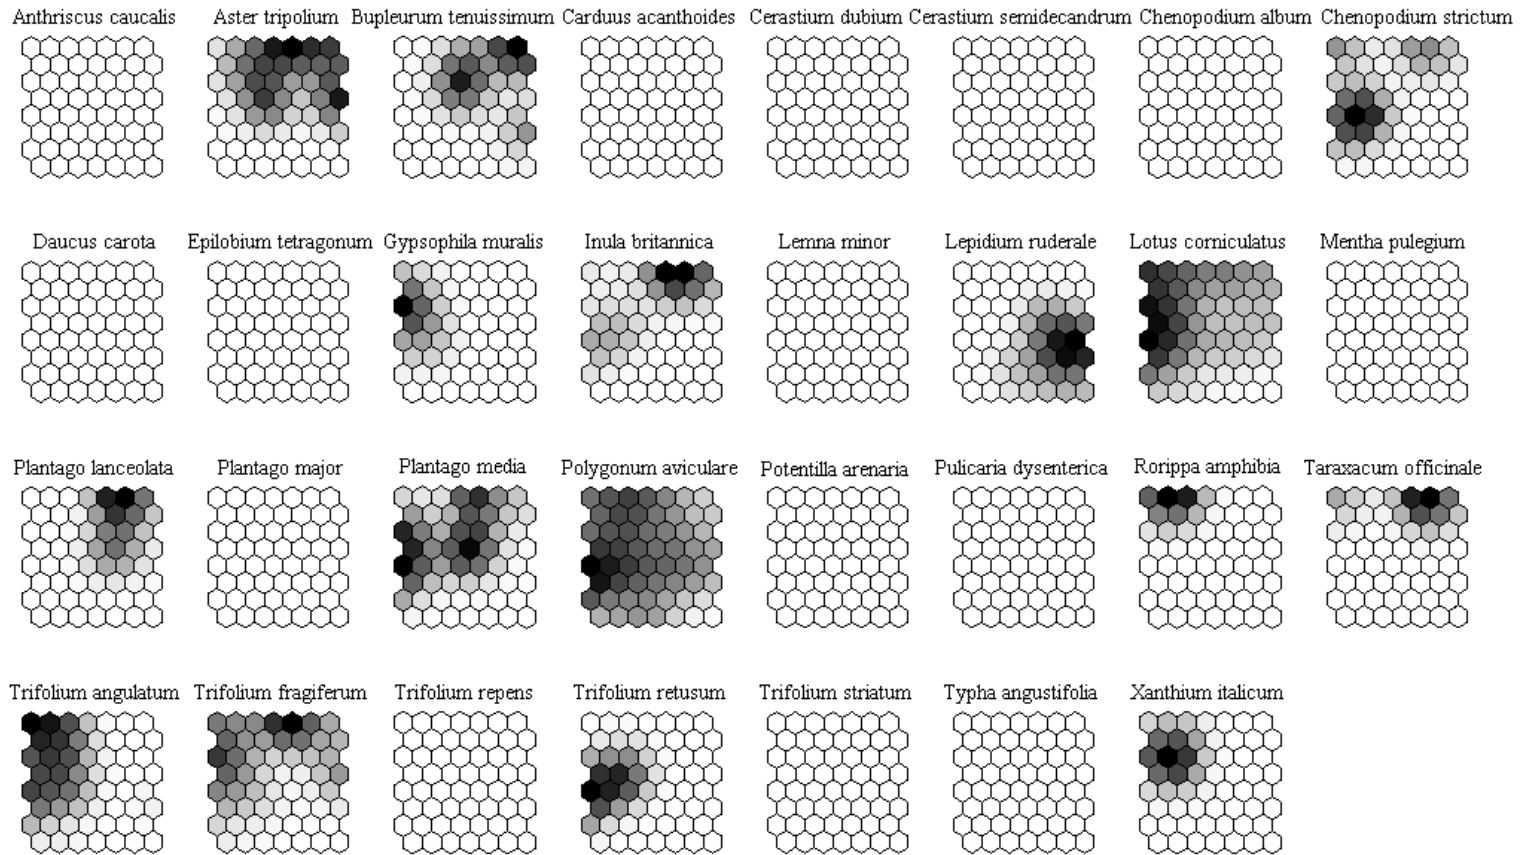 Anthriscus caucalis Aster tripolium Bupleurum tenuissimum Carduus acanthoides Cerastium dubium Cerastium semidecandrum Chenopodium album Chenopodium strictum
Daucus carota Epilobium tetragonum Gypsophila muralis Inula britannica Lemna minor Lepidium ruderale Lotus corniculatus Mentha pulegium
Plantago lanceolata Plantago major Plantago media Polygonum aviculare Potentilla arenaria Pulicaria dysenterica Rorippa amphibia Taraxacum officinale
Trifolium angulatum Trifolium fragiferum Trifolium repens Trifolium retusum Trifolium striatum Typha angustifolia Xanthium italicum